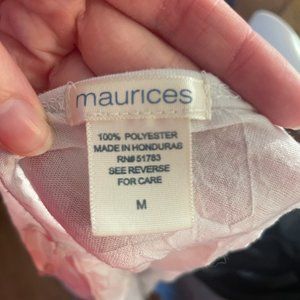 maurices
100% POLYESTER
MADE IN HONDURAS
RN# 51783
SEE REVERSE
FOR CARE
M